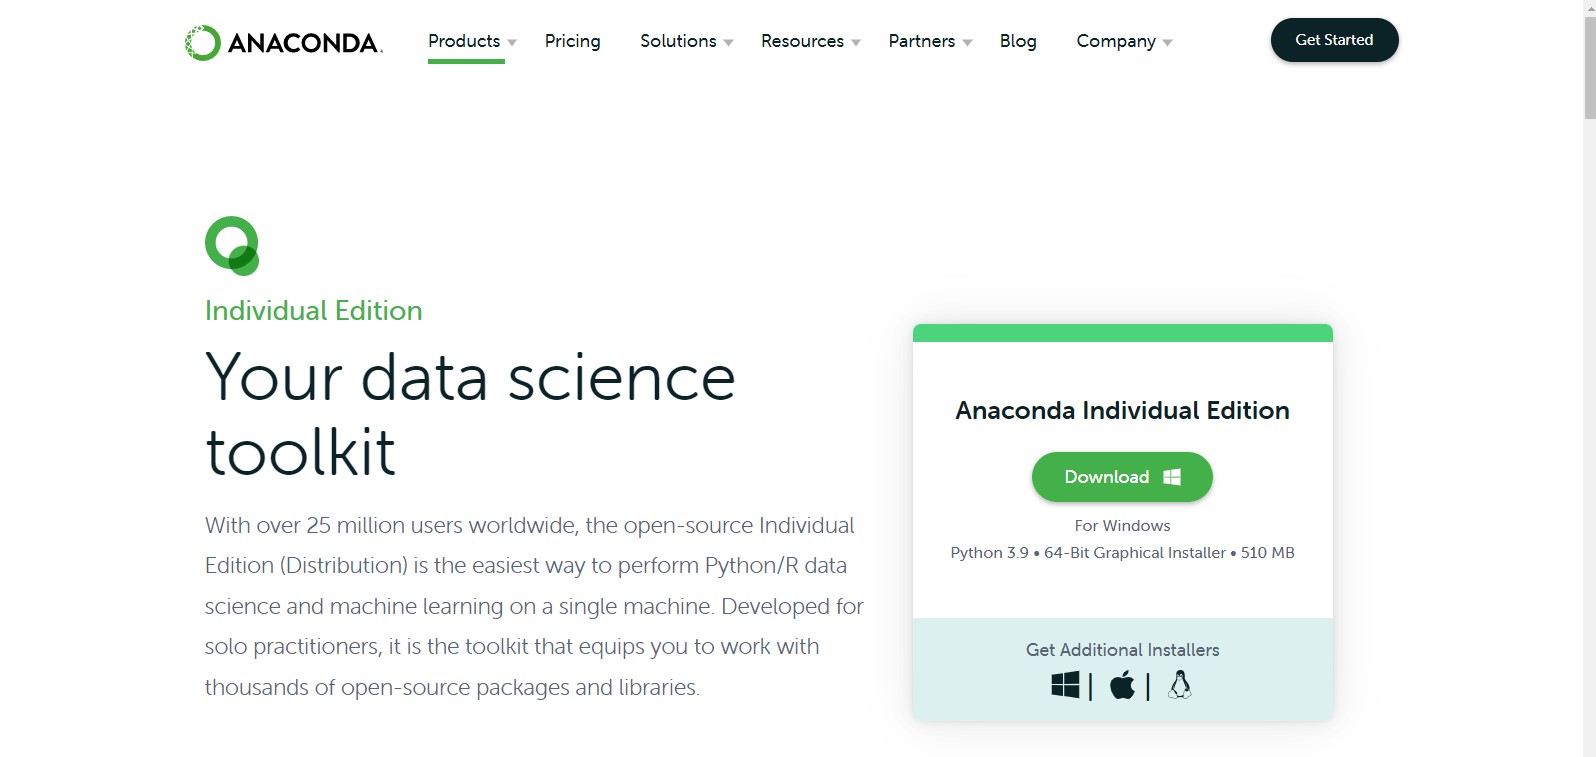 ANACONDA.
Products
Pricing
Solutions
Resources
Partners
Blog
Company
Get Started
Individual Edition
Your data science
toolkit
With over 25 million users worldwide, the open-source Individual
Edition (Distribution) is the easiest way to perform Python/R data
science and machine learning on a single machine. Developed for
solo practitioners, it is the toolkit that equips you to work with
thousands of open-source packages and libraries.
Anaconda Individual Edition
Download
For Windows
Python 3.9 • 64-Bit Graphical Installer • 510 MB
Get Additional Installers
| |